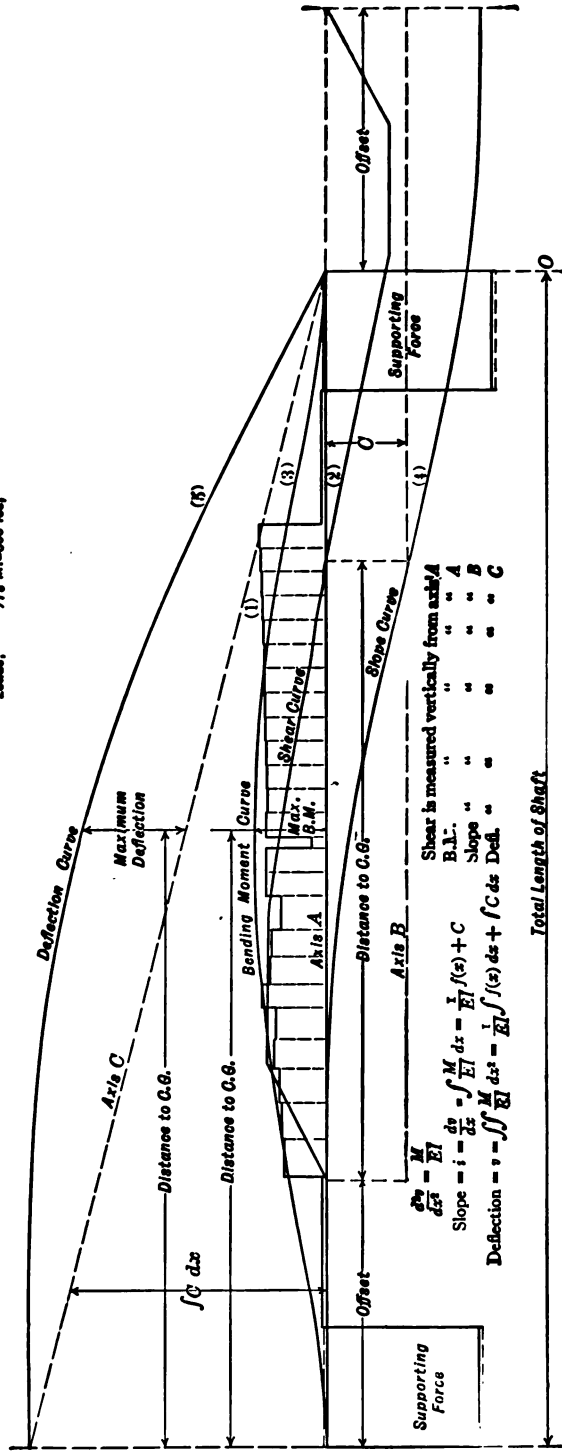 Deflection Curve
(5)
Axis C
Maximum
Deflection
Distance to C.G.
Distance to C.G.
∫C dx
Bending Moment Curve
(1)
(3)
(2)
(4)
Max.
B.M.
Shear Curve
Axis A
C
Distance to C.G.
Slope Curve
Axis B
Offset
Offset
Supporting
Force
Supporting
Force
d²v/dx² = M/EI
Slope = i = dv/dx = ∫ M/EI dx = 1/EI f(x) + C
Deflection = v = ∫∫ M/EI dx² = 1/EI ∫ f(x) dx + ∫ C dx
Shear is measured vertically from axis A
B.M. " " " " A
Slope " " " " B
Defl. " " " " C
Total Length of Shaft
O